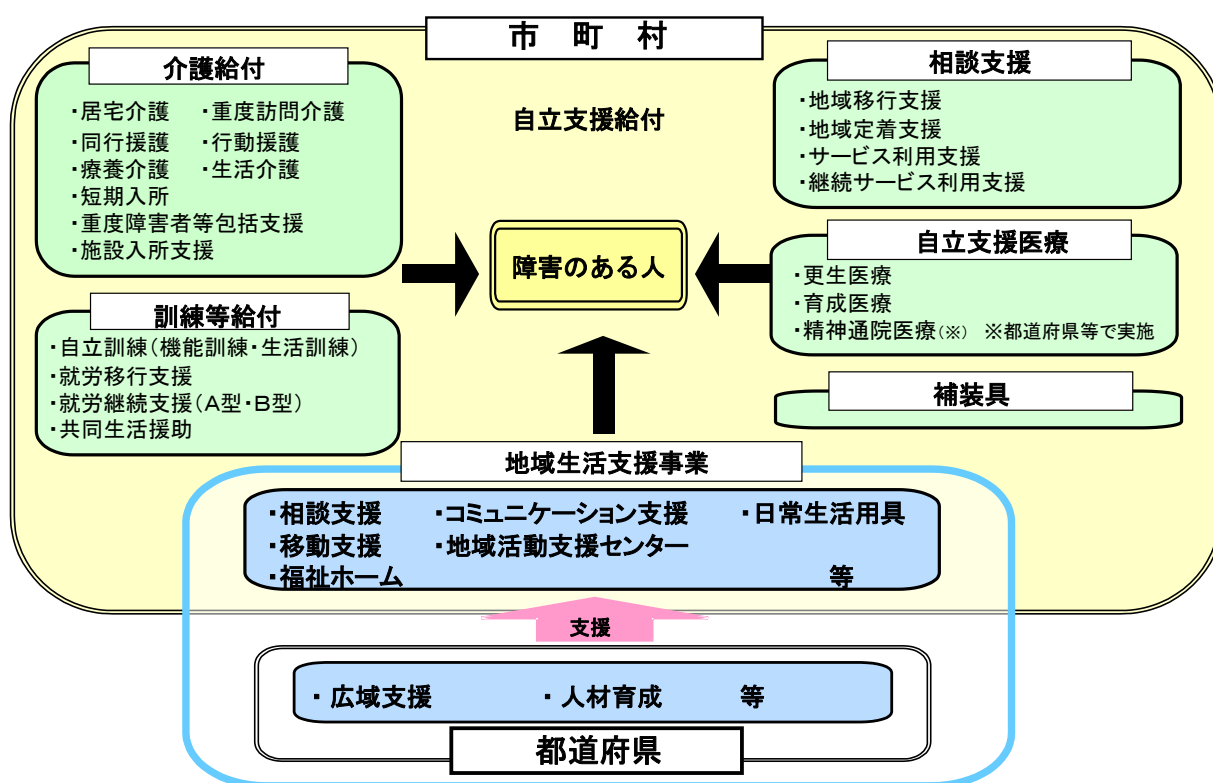 市 町 村
介護給付
・居宅介護 ・重度訪問介護
・同行援護 ・行動援護
・療養介護 ・生活介護
・短期入所
・重度障害者等包括支援
・施設入所支援
自立支援給付
相談支援
・地域移行支援
・地域定着支援
・サービス利用支援
・継続サービス利用支援
障害のある人
自立支援医療
・更生医療
・育成医療
・精神通院医療(※) ※都道府県等で実施
訓練等給付
・自立訓練(機能訓練・生活訓練)
・就労移行支援
・就労継続支援(A型・B型)
・共同生活援助
補装具
地域生活支援事業
・相談支援 ・コミュニケーション支援 ・日常生活用具
・移動支援 ・地域活動支援センター
・福祉ホーム 等
支援
・広域支援 ・人材育成 等
都道府県